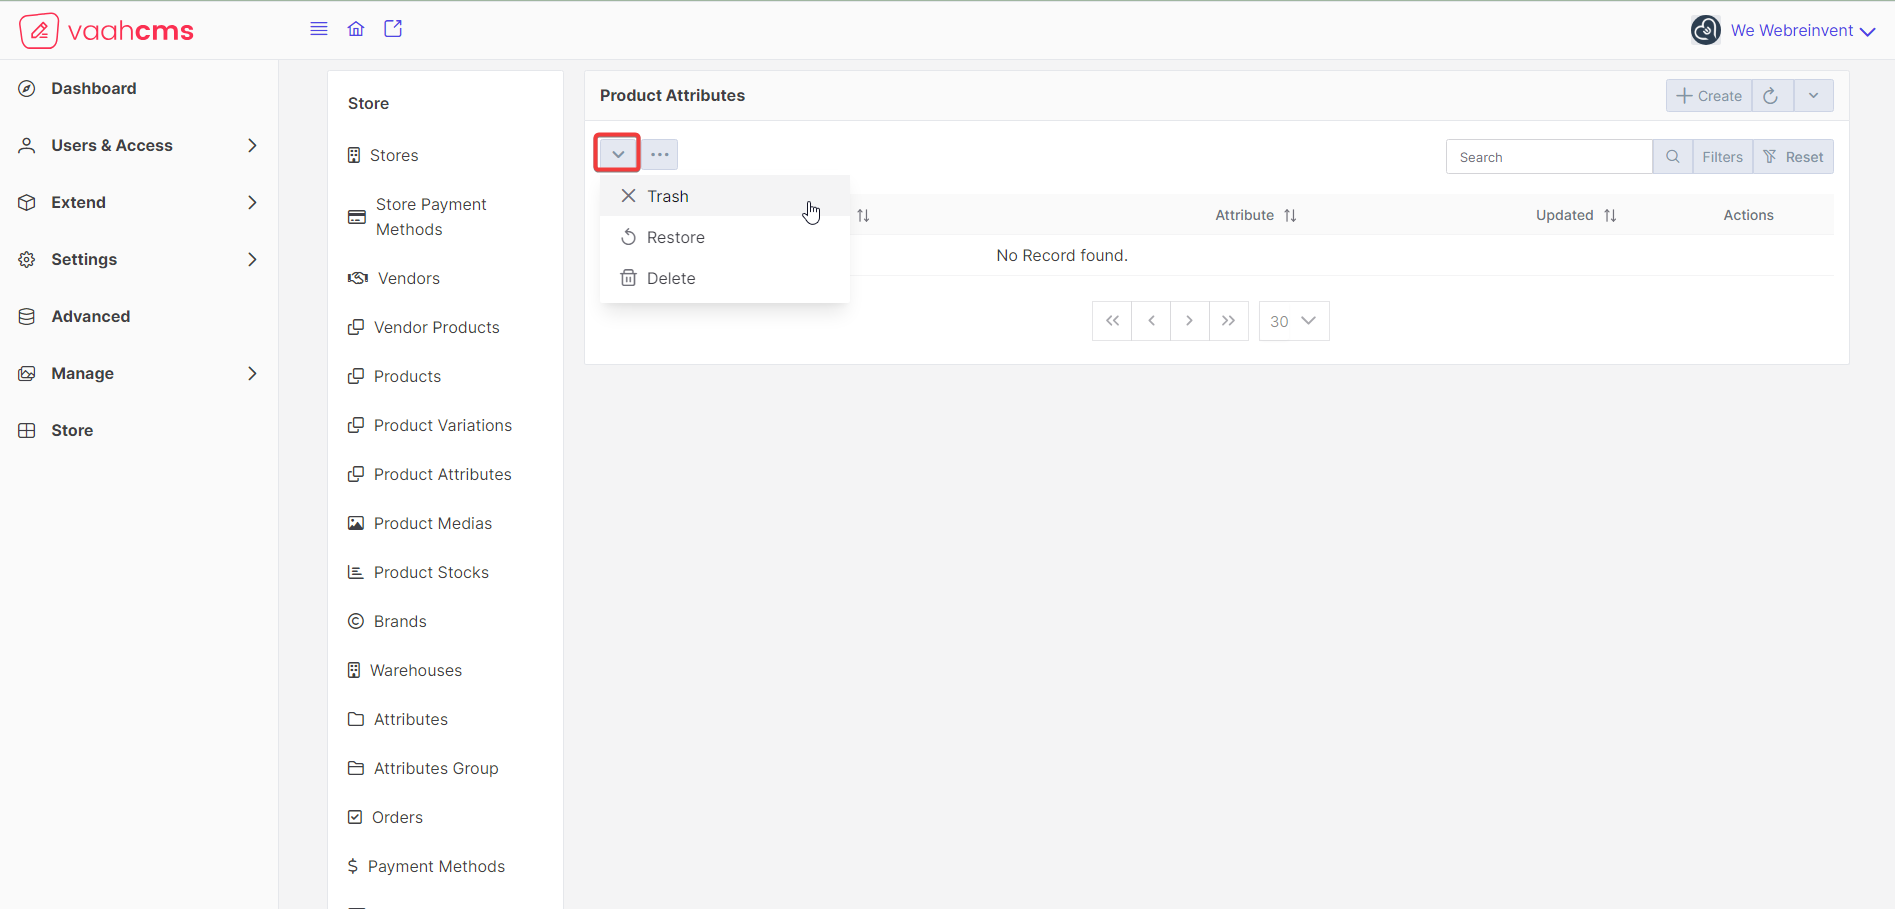 vaahcms
We Webreinvent
Dashboard
Users & Access
Extend
Settings
Advanced
Manage
Store
Store
Stores
Store Payment
Methods
Vendors
Vendor Products
Products
Product Variations
Product Attributes
Product Medias
Product Stocks
Brands
Warehouses
Attributes
Attributes Group
Orders
$ Payment Methods
Product Attributes
Create
Search
Filters
Reset
Trash
Restore
Delete
Attribute
Updated
Actions
No Record found.
30